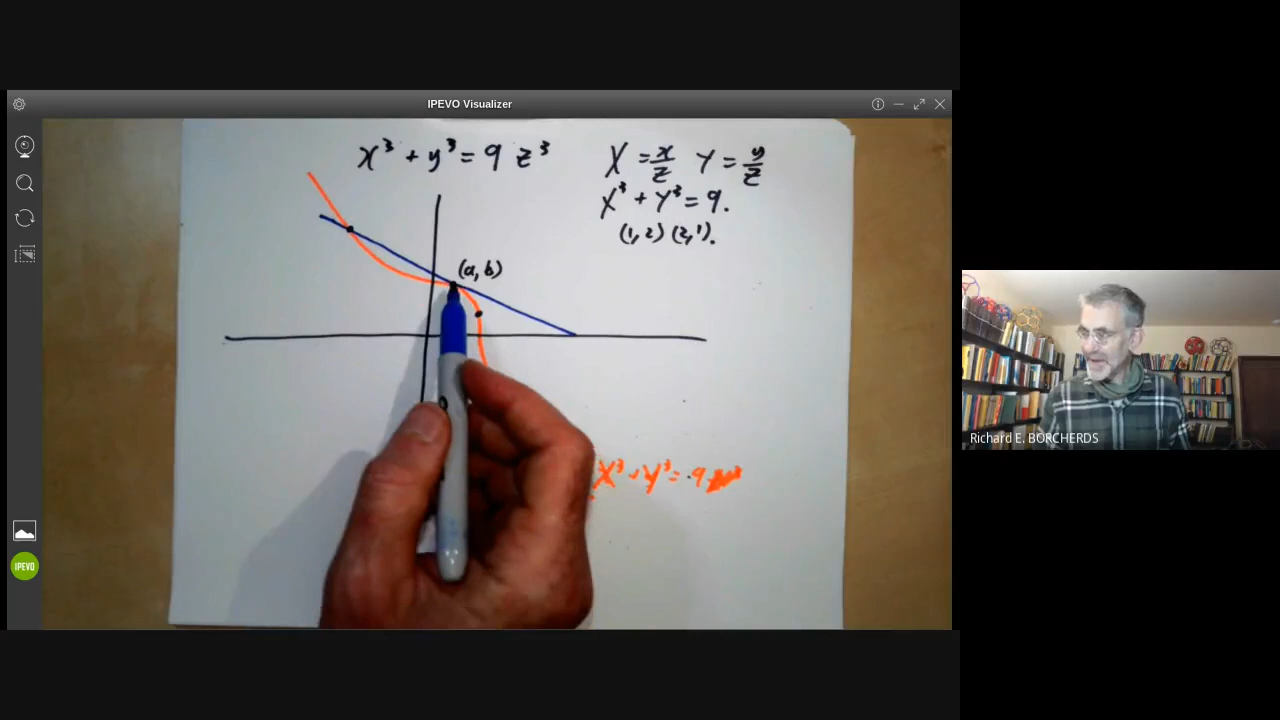 IPEVO Visualizer
x³ + y³ = 9 z³
X = x/z Y = y/z
X³ + Y³ = 9.
(1, 2) (2, 1).
(a, b)
X³ + Y³ = 9
Richard E. BORCHERDS
IPEVO